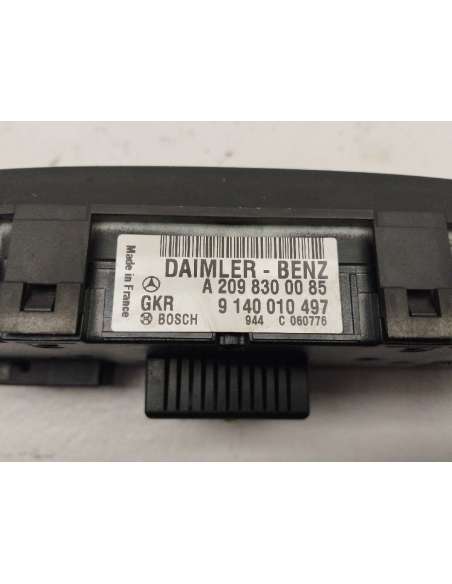 Made in France
DAIMLER - BENZ
A 209 830 00 85
GKR 9 140 010 497
BOSCH 944 C 060776